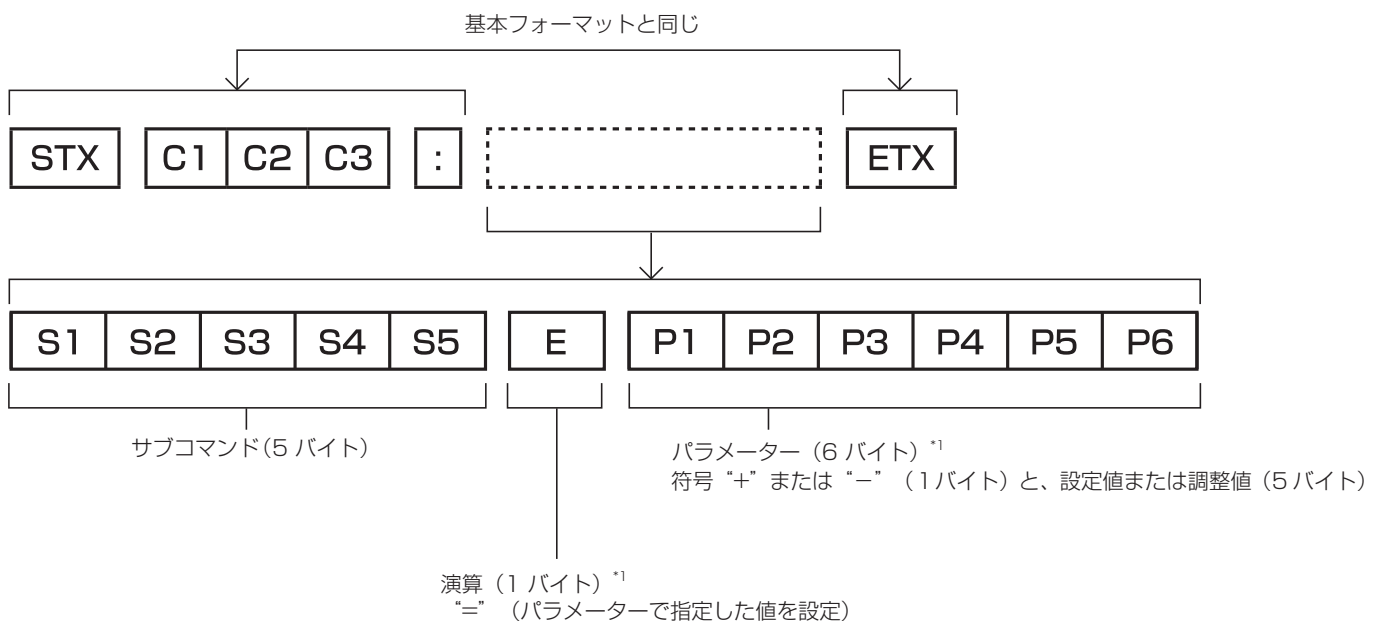 基本フォーマットと同じ
STX C1 C2 C3 : ETX
S1 S2 S3 S4 S5 E P1 P2 P3 P4 P5 P6
サブコマンド（5 バイト）
パラメーター（6 バイト）*1
符号“+”または“−”（1バイト）と、設定値または調整値（5 バイト）
演算（1 バイト）*1
“=”（パラメーターで指定した値を設定）